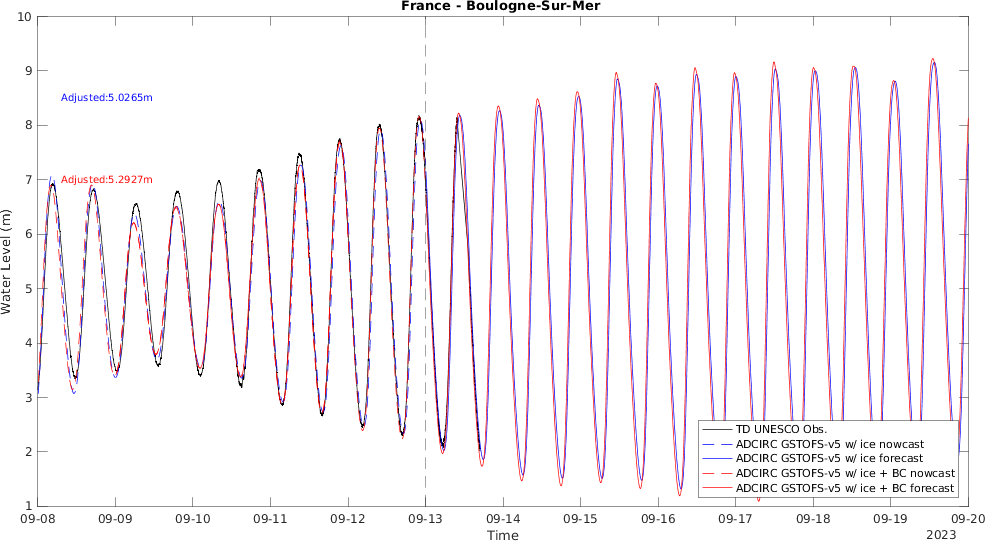 France - Boulogne-Sur-Mer
10
9
8
7
6
5
4
3
2
1
Water Level (m)
Adjusted:5.0265m
Adjusted:5.2927m
TD UNESCO Obs.
ADCIRC GSTOFS-v5 w/ ice nowcast
ADCIRC GSTOFS-v5 w/ ice forecast
ADCIRC GSTOFS-v5 w/ ice + BC nowcast
ADCIRC GSTOFS-v5 w/ ice + BC forecast
09-08 09-09 09-10 09-11 09-12 09-13 09-14 09-15 09-16 09-17 09-18 09-19 09-20
Time
2023